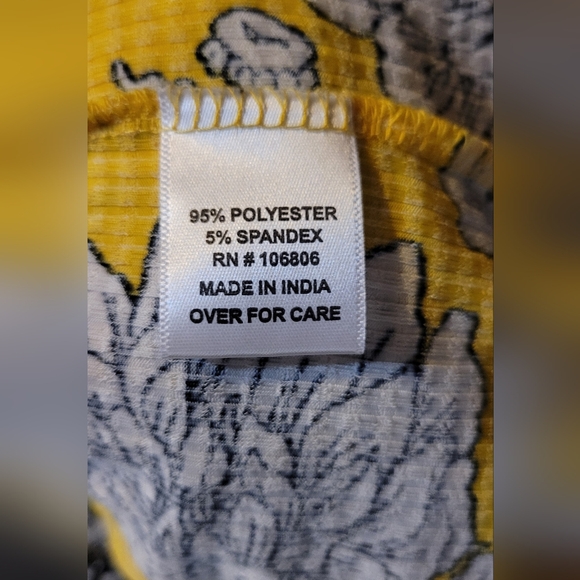 95% POLYESTER
5% SPANDEX
RN # 106806
MADE IN INDIA
OVER FOR CARE